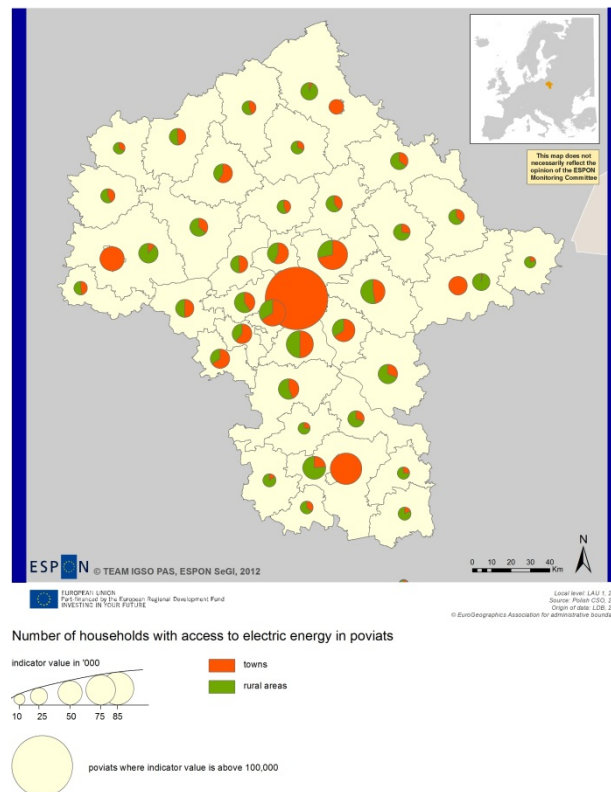 This map does not
necessarily reflect the
opinion of the ESPON
Monitoring Committee
N
0 10 20 30 40
Km
ESPON © TEAM IGSO PAS, ESPON SeGI, 2012
EUROPEAN UNION
Part-financed by the European Regional Development Fund
INVESTING IN YOUR FUTURE
Local level: LAU 1, 2
Source: Polish CSO, 2
Origin of data: LDB, 2
© EuroGeographics Association for administrative bounda
Number of households with access to electric energy in poviats
indicator value in '000
towns
rural areas
10 25 50 75 85
poviats where indicator value is above 100,000